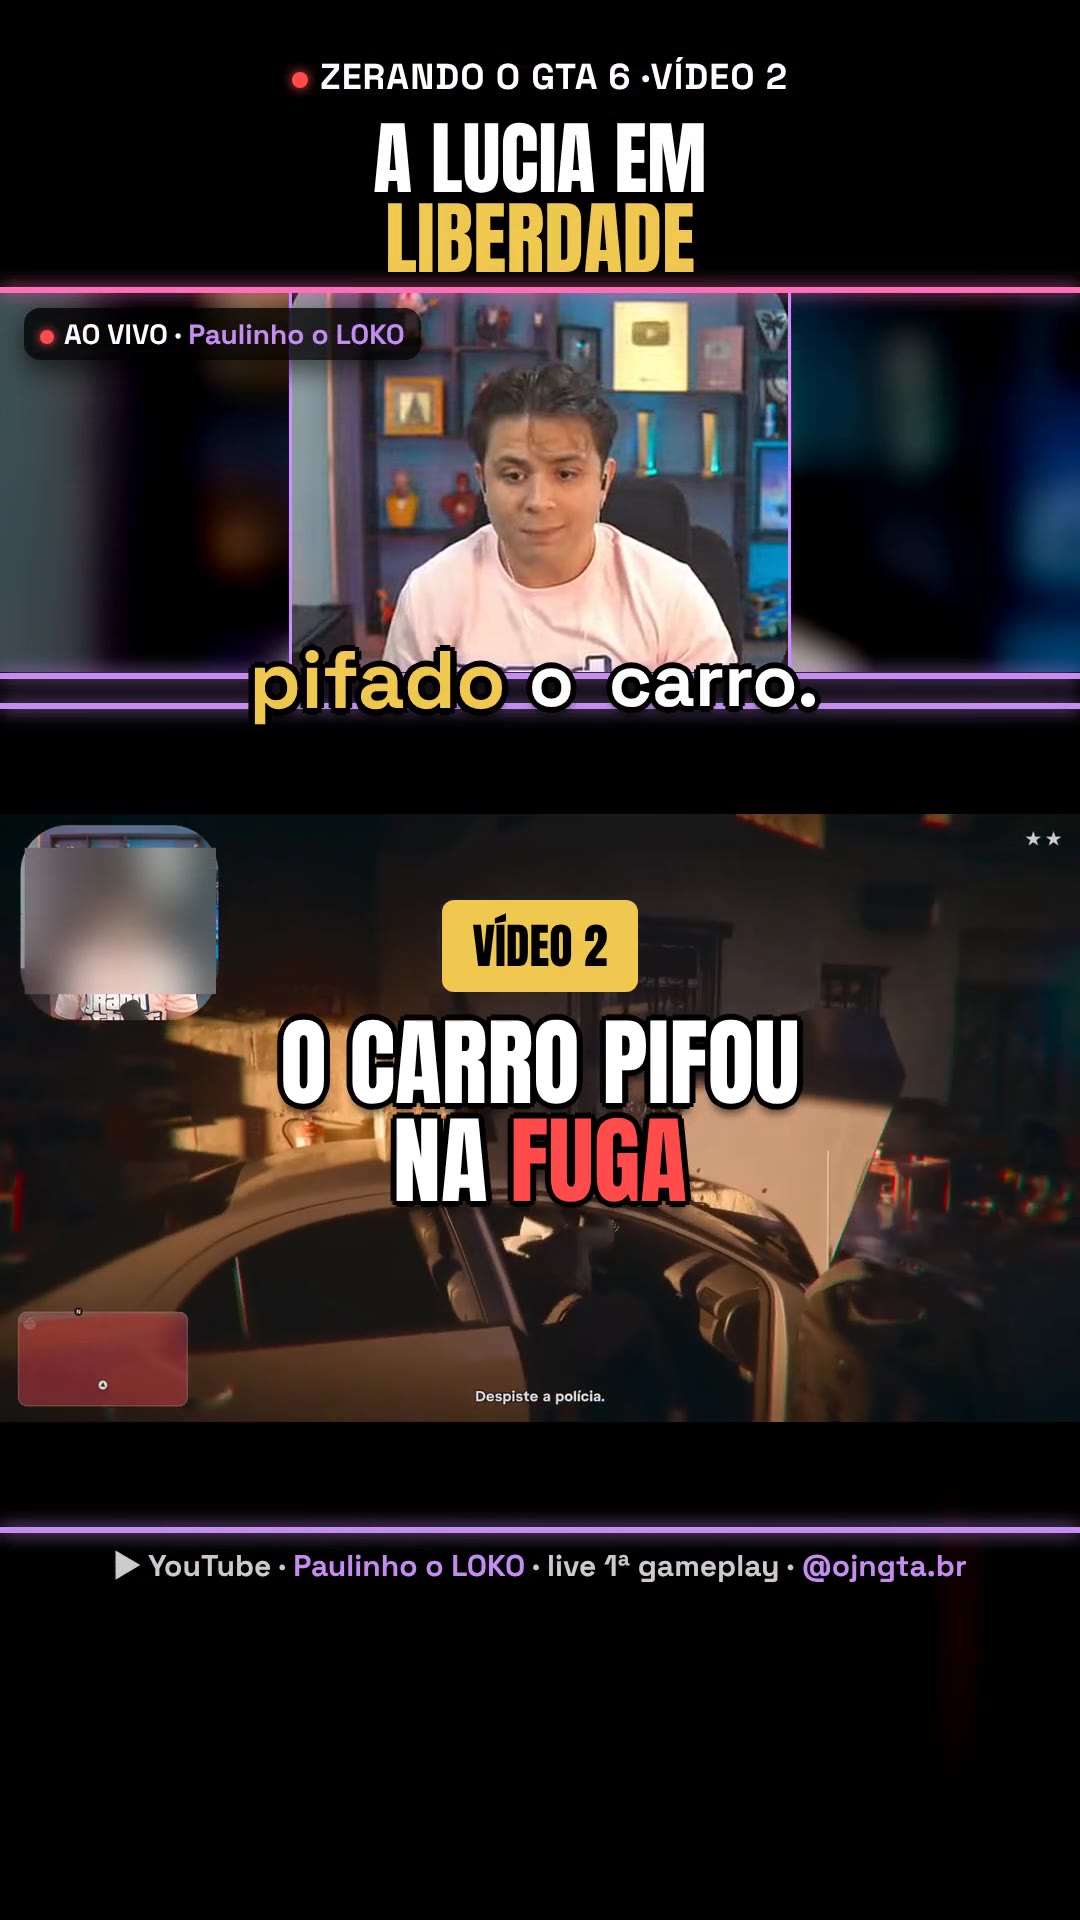 ZERANDO O GTA 6 · VÍDEO 2
A LUCIA EM
LIBERDADE
AO VIVO · Paulinho o LOKO
pifado o carro.
★★
VÍDEO 2
O CARRO PIFOU
NA FUGA
N
Despiste a polícia.
▶ YouTube · Paulinho o LOKO · live 1ª gameplay · @ojngta.br